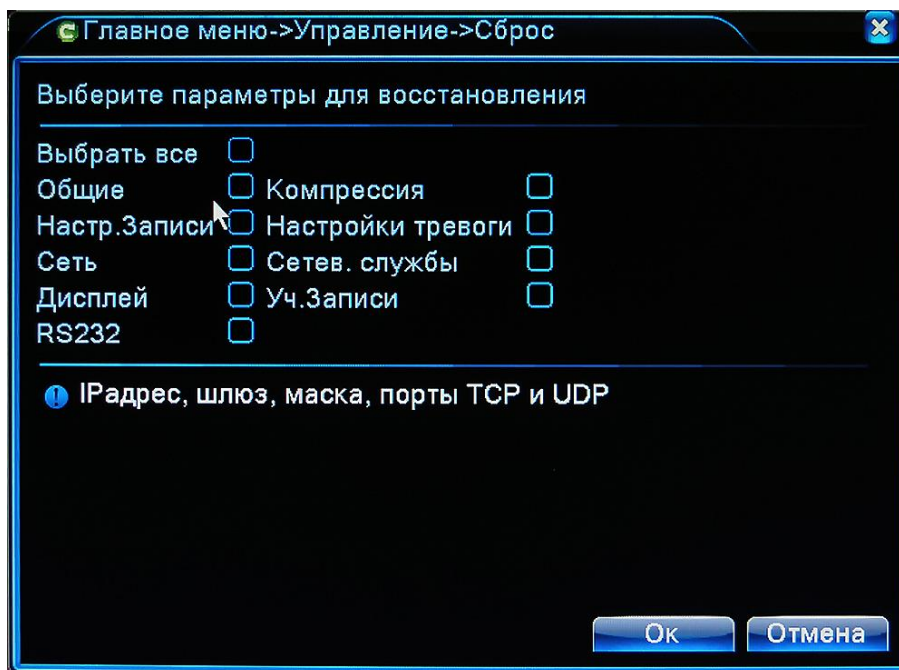 Главное меню->Управление->Сброс
Выберите параметры для восстановления
Выбрать все
Общие Компрессия
Настр.Записи Настройки тревоги
Сеть Сетев. службы
Дисплей Уч.Записи
RS232
IPадрес, шлюз, маска, порты TCP и UDP
Ок Отмена